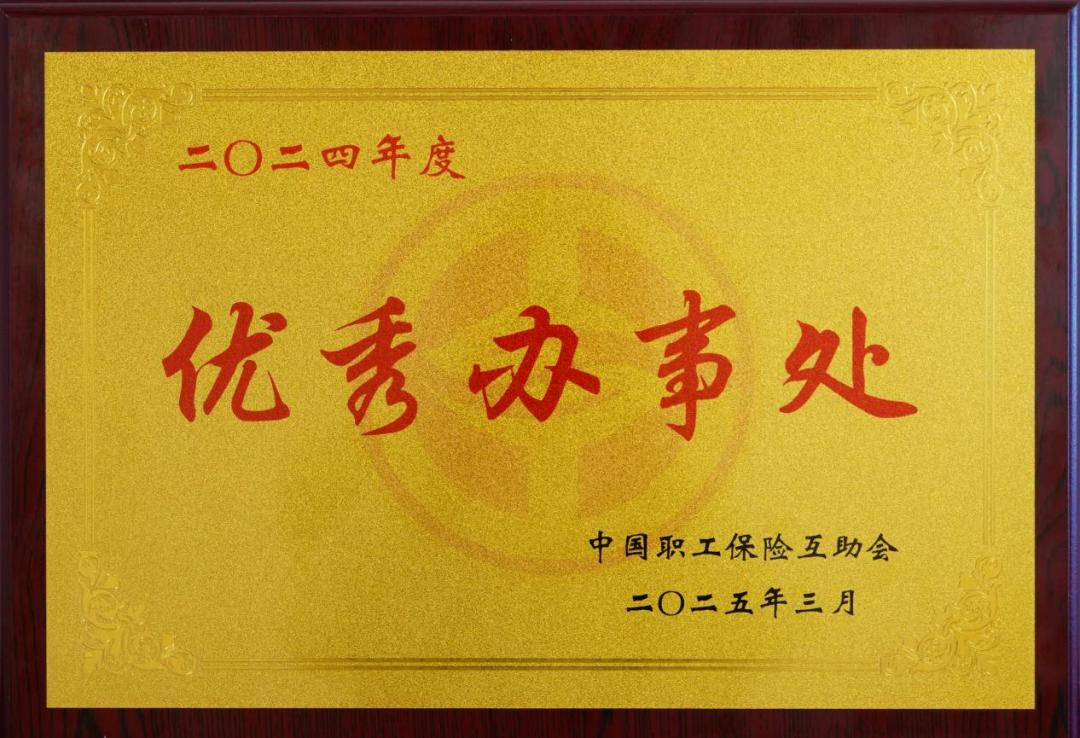 二〇二四年度
优秀办事处
中国职工保险互助会
二〇二五年三月